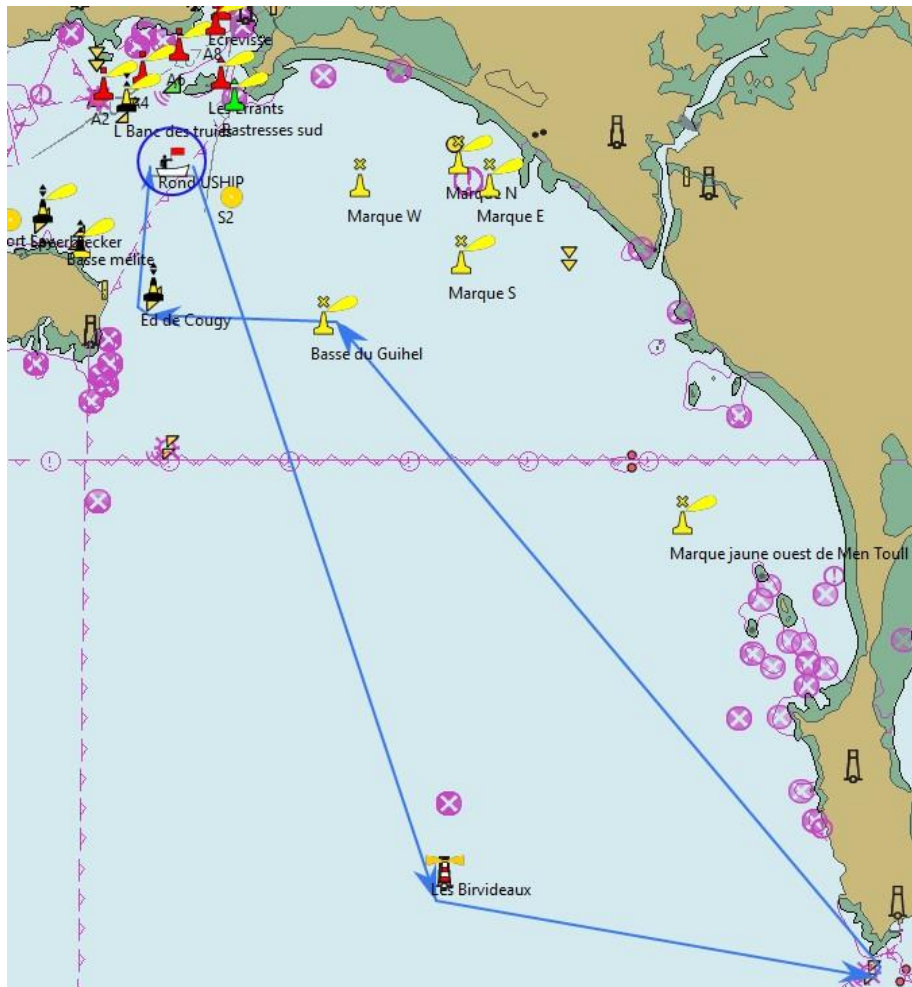 Ecrevisse
A8
A6
A2
A4
Les Errants
L Banc des truies
Bastresses sud
Rond USHIP
S2
Marque W
Marque N
Marque E
Marque S
Basse mélite
Ed de Cougy
Basse du Guihel
Marque jaune ouest de Men Toull
Les Birvideaux